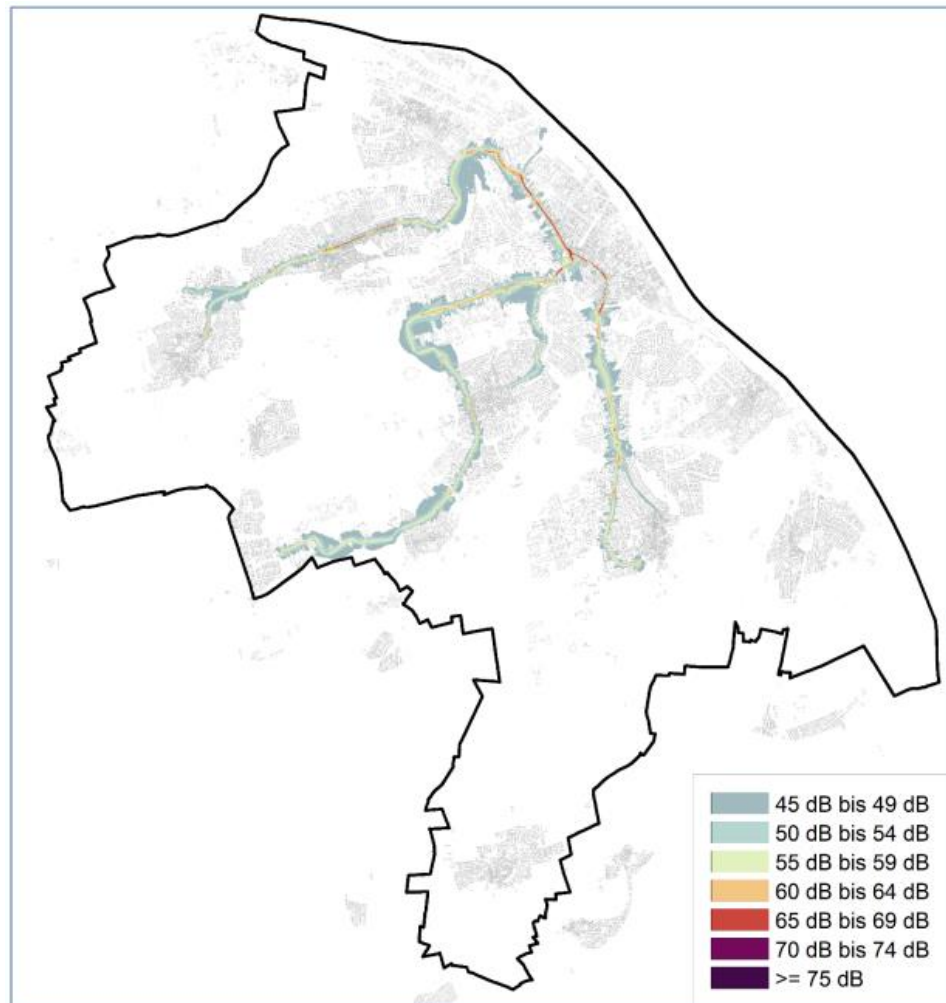 45 dB bis 49 dB
50 dB bis 54 dB
55 dB bis 59 dB
60 dB bis 64 dB
65 dB bis 69 dB
70 dB bis 74 dB
>= 75 dB